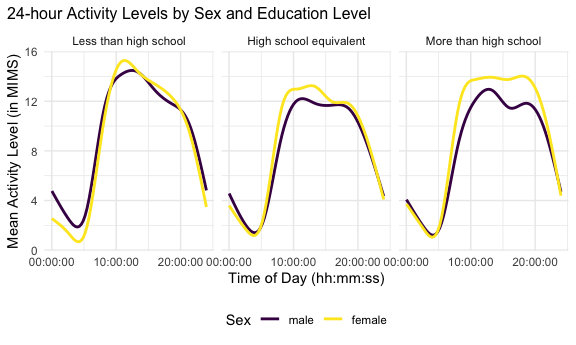 24-hour Activity Levels by Sex and Education Level
Less than high school
High school equivalent
More than high school
Mean Activity Level (in MIMS)
16
12
8
4
0
00:00:00 10:00:00 20:00:00 00:00:00 10:00:00 20:00:00 00:00:00 10:00:00 20:00:00
Time of Day (hh:mm:ss)
Sex male female